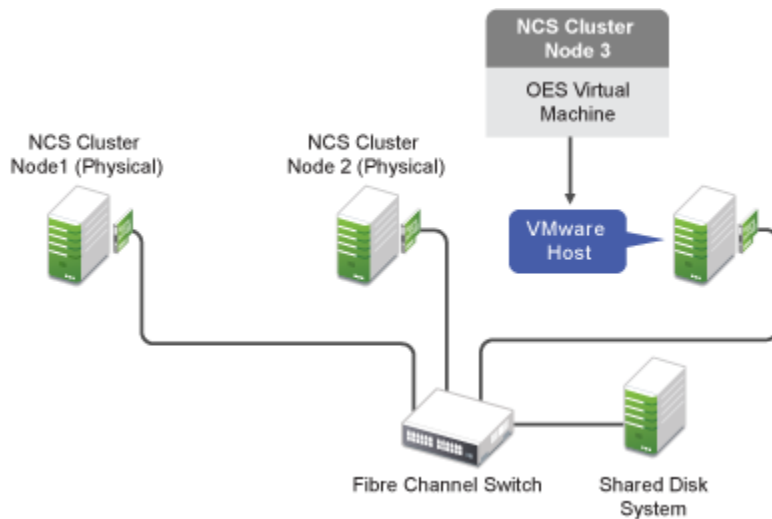 NCS Cluster
Node 3
OES Virtual
Machine
NCS Cluster
Node1 (Physical)
NCS Cluster
Node 2 (Physical)
VMware
Host
Fibre Channel Switch
Shared Disk
System